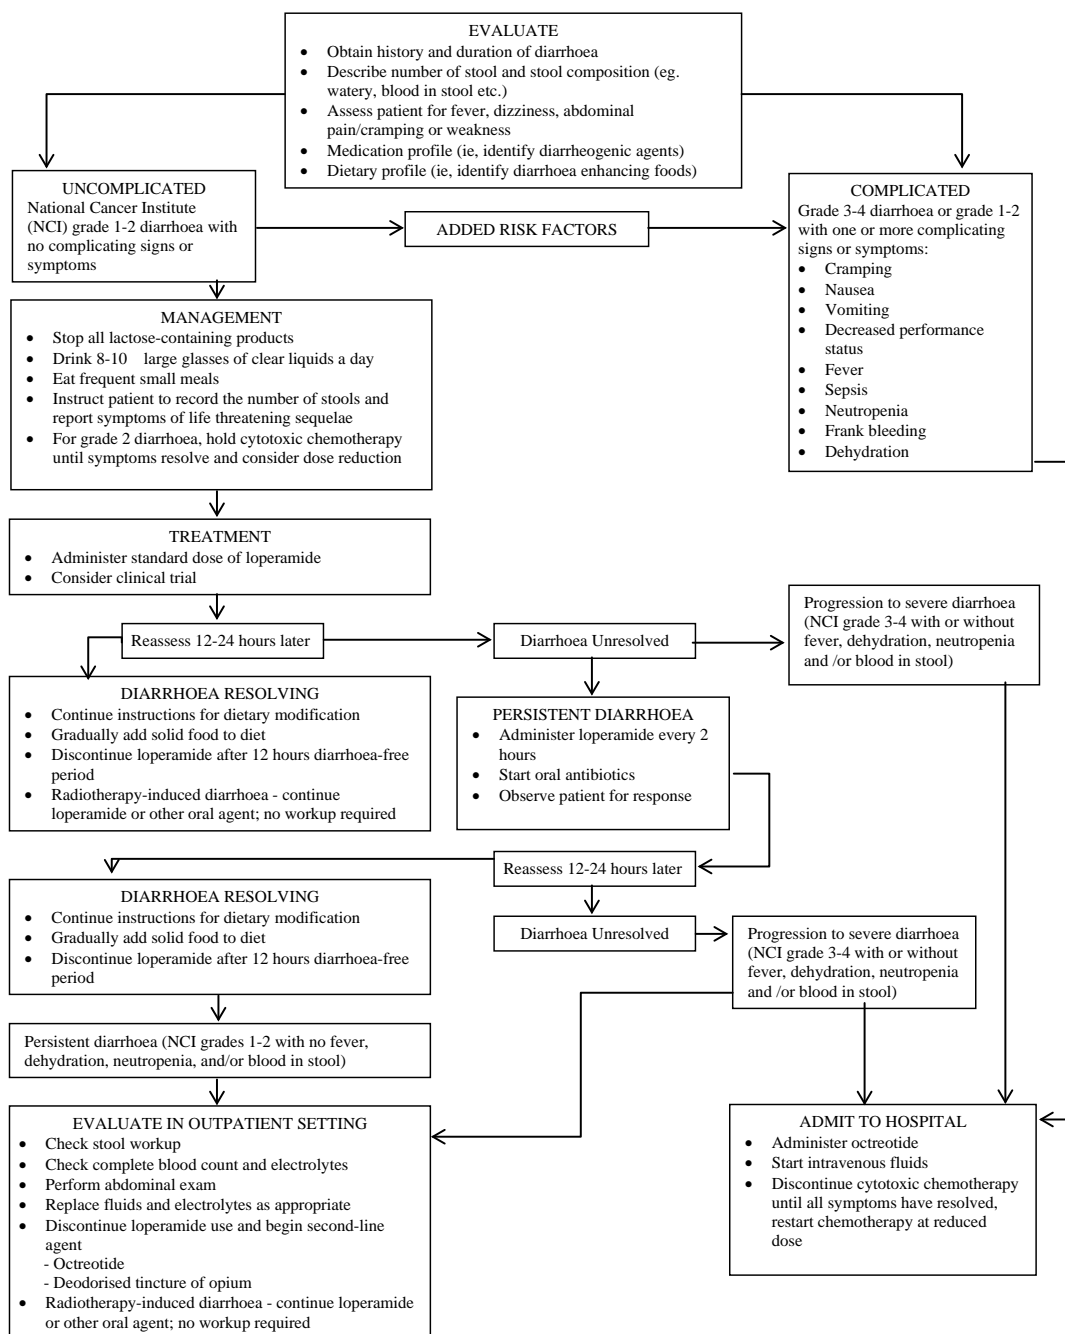 EVALUATE
• Obtain history and duration of diarrhoea
• Describe number of stool and stool composition (eg.
watery, blood in stool etc.)
• Assess patient for fever, dizziness, abdominal
pain/cramping or weakness
• Medication profile (ie, identify diarrheogenic agents)
• Dietary profile (ie, identify diarrhoea enhancing foods)
UNCOMPLICATED
National Cancer Institute
(NCI) grade 1-2 diarrhoea with
no complicating signs or
symptoms
ADDED RISK FACTORS
COMPLICATED
Grade 3-4 diarrhoea or grade 1-2
with one or more complicating
signs or symptoms:
• Cramping
• Nausea
• Vomiting
• Decreased performance
status
• Fever
• Sepsis
• Neutropenia
• Frank bleeding
• Dehydration
MANAGEMENT
• Stop all lactose-containing products
• Drink 8-10 large glasses of clear liquids a day
• Eat frequent small meals
• Instruct patient to record the number of stools and
report symptoms of life threatening sequelae
• For grade 2 diarrhoea, hold cytotoxic chemotherapy
until symptoms resolve and consider dose reduction
TREATMENT
• Administer standard dose of loperamide
• Consider clinical trial
Reassess 12-24 hours later
Diarrhoea Unresolved
Progression to severe diarrhoea
(NCI grade 3-4 with or without
fever, dehydration, neutropenia
and /or blood in stool)
DIARRHOEA RESOLVING
• Continue instructions for dietary modification
• Gradually add solid food to diet
• Discontinue loperamide after 12 hours diarrhoea-free
period
• Radiotherapy-induced diarrhoea - continue
loperamide or other oral agent; no workup required
PERSISTENT DIARRHOEA
• Administer loperamide every 2
hours
• Start oral antibiotics
• Observe patient for response
Reassess 12-24 hours later
DIARRHOEA RESOLVING
• Continue instructions for dietary modification
• Gradually add solid food to diet
• Discontinue loperamide after 12 hours diarrhoea-free
period
Diarrhoea Unresolved
Progression to severe diarrhoea
(NCI grade 3-4 with or without
fever, dehydration, neutropenia
and /or blood in stool)
Persistent diarrhoea (NCI grades 1-2 with no fever,
dehydration, neutropenia, and/or blood in stool)
EVALUATE IN OUTPATIENT SETTING
• Check stool workup
• Check complete blood count and electrolytes
• Perform abdominal exam
• Replace fluids and electrolytes as appropriate
• Discontinue loperamide use and begin second-line
agent
- Octreotide
- Deodorised tincture of opium
• Radiotherapy-induced diarrhoea - continue loperamide
or other oral agent; no workup required
ADMIT TO HOSPITAL
• Administer octreotide
• Start intravenous fluids
• Discontinue cytotoxic chemotherapy
until all symptoms have resolved,
restart chemotherapy at reduced
dose